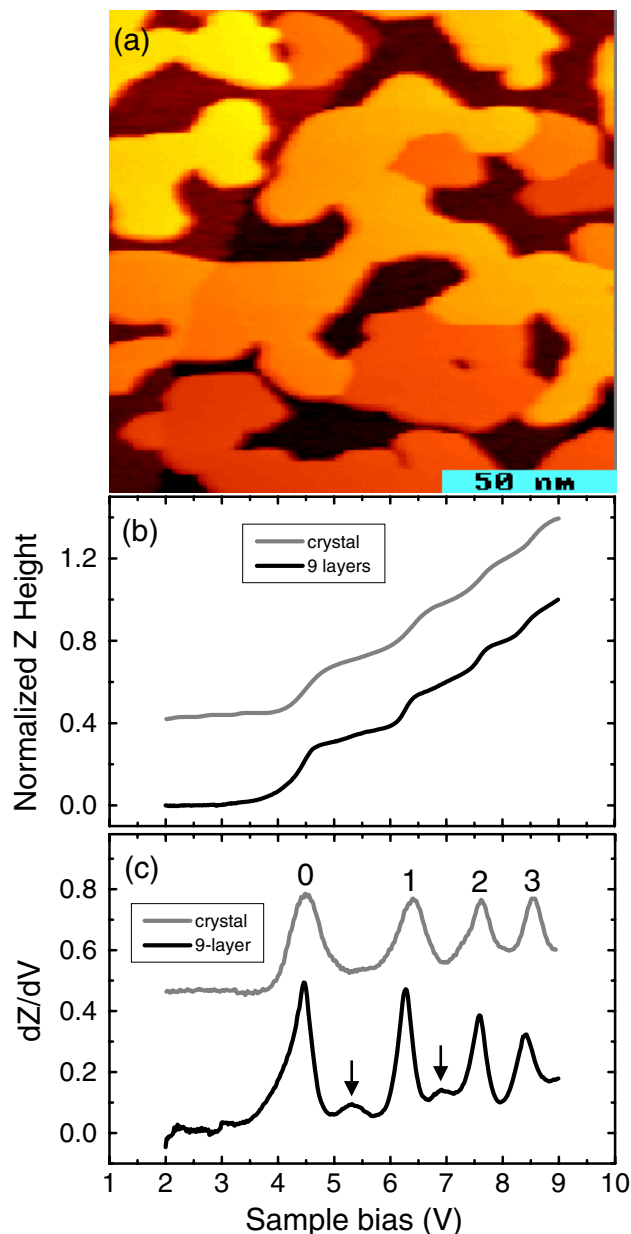 (a)
50 nm
(b)
crystal
9 layers
Normalized Z Height
1.2
0.8
0.4
0.0
(c)
0 1 2 3
crystal
9-layer
dZ/dV
0.8
0.6
0.4
0.2
0.0
1 2 3 4 5 6 7 8 9 10
Sample bias (V)